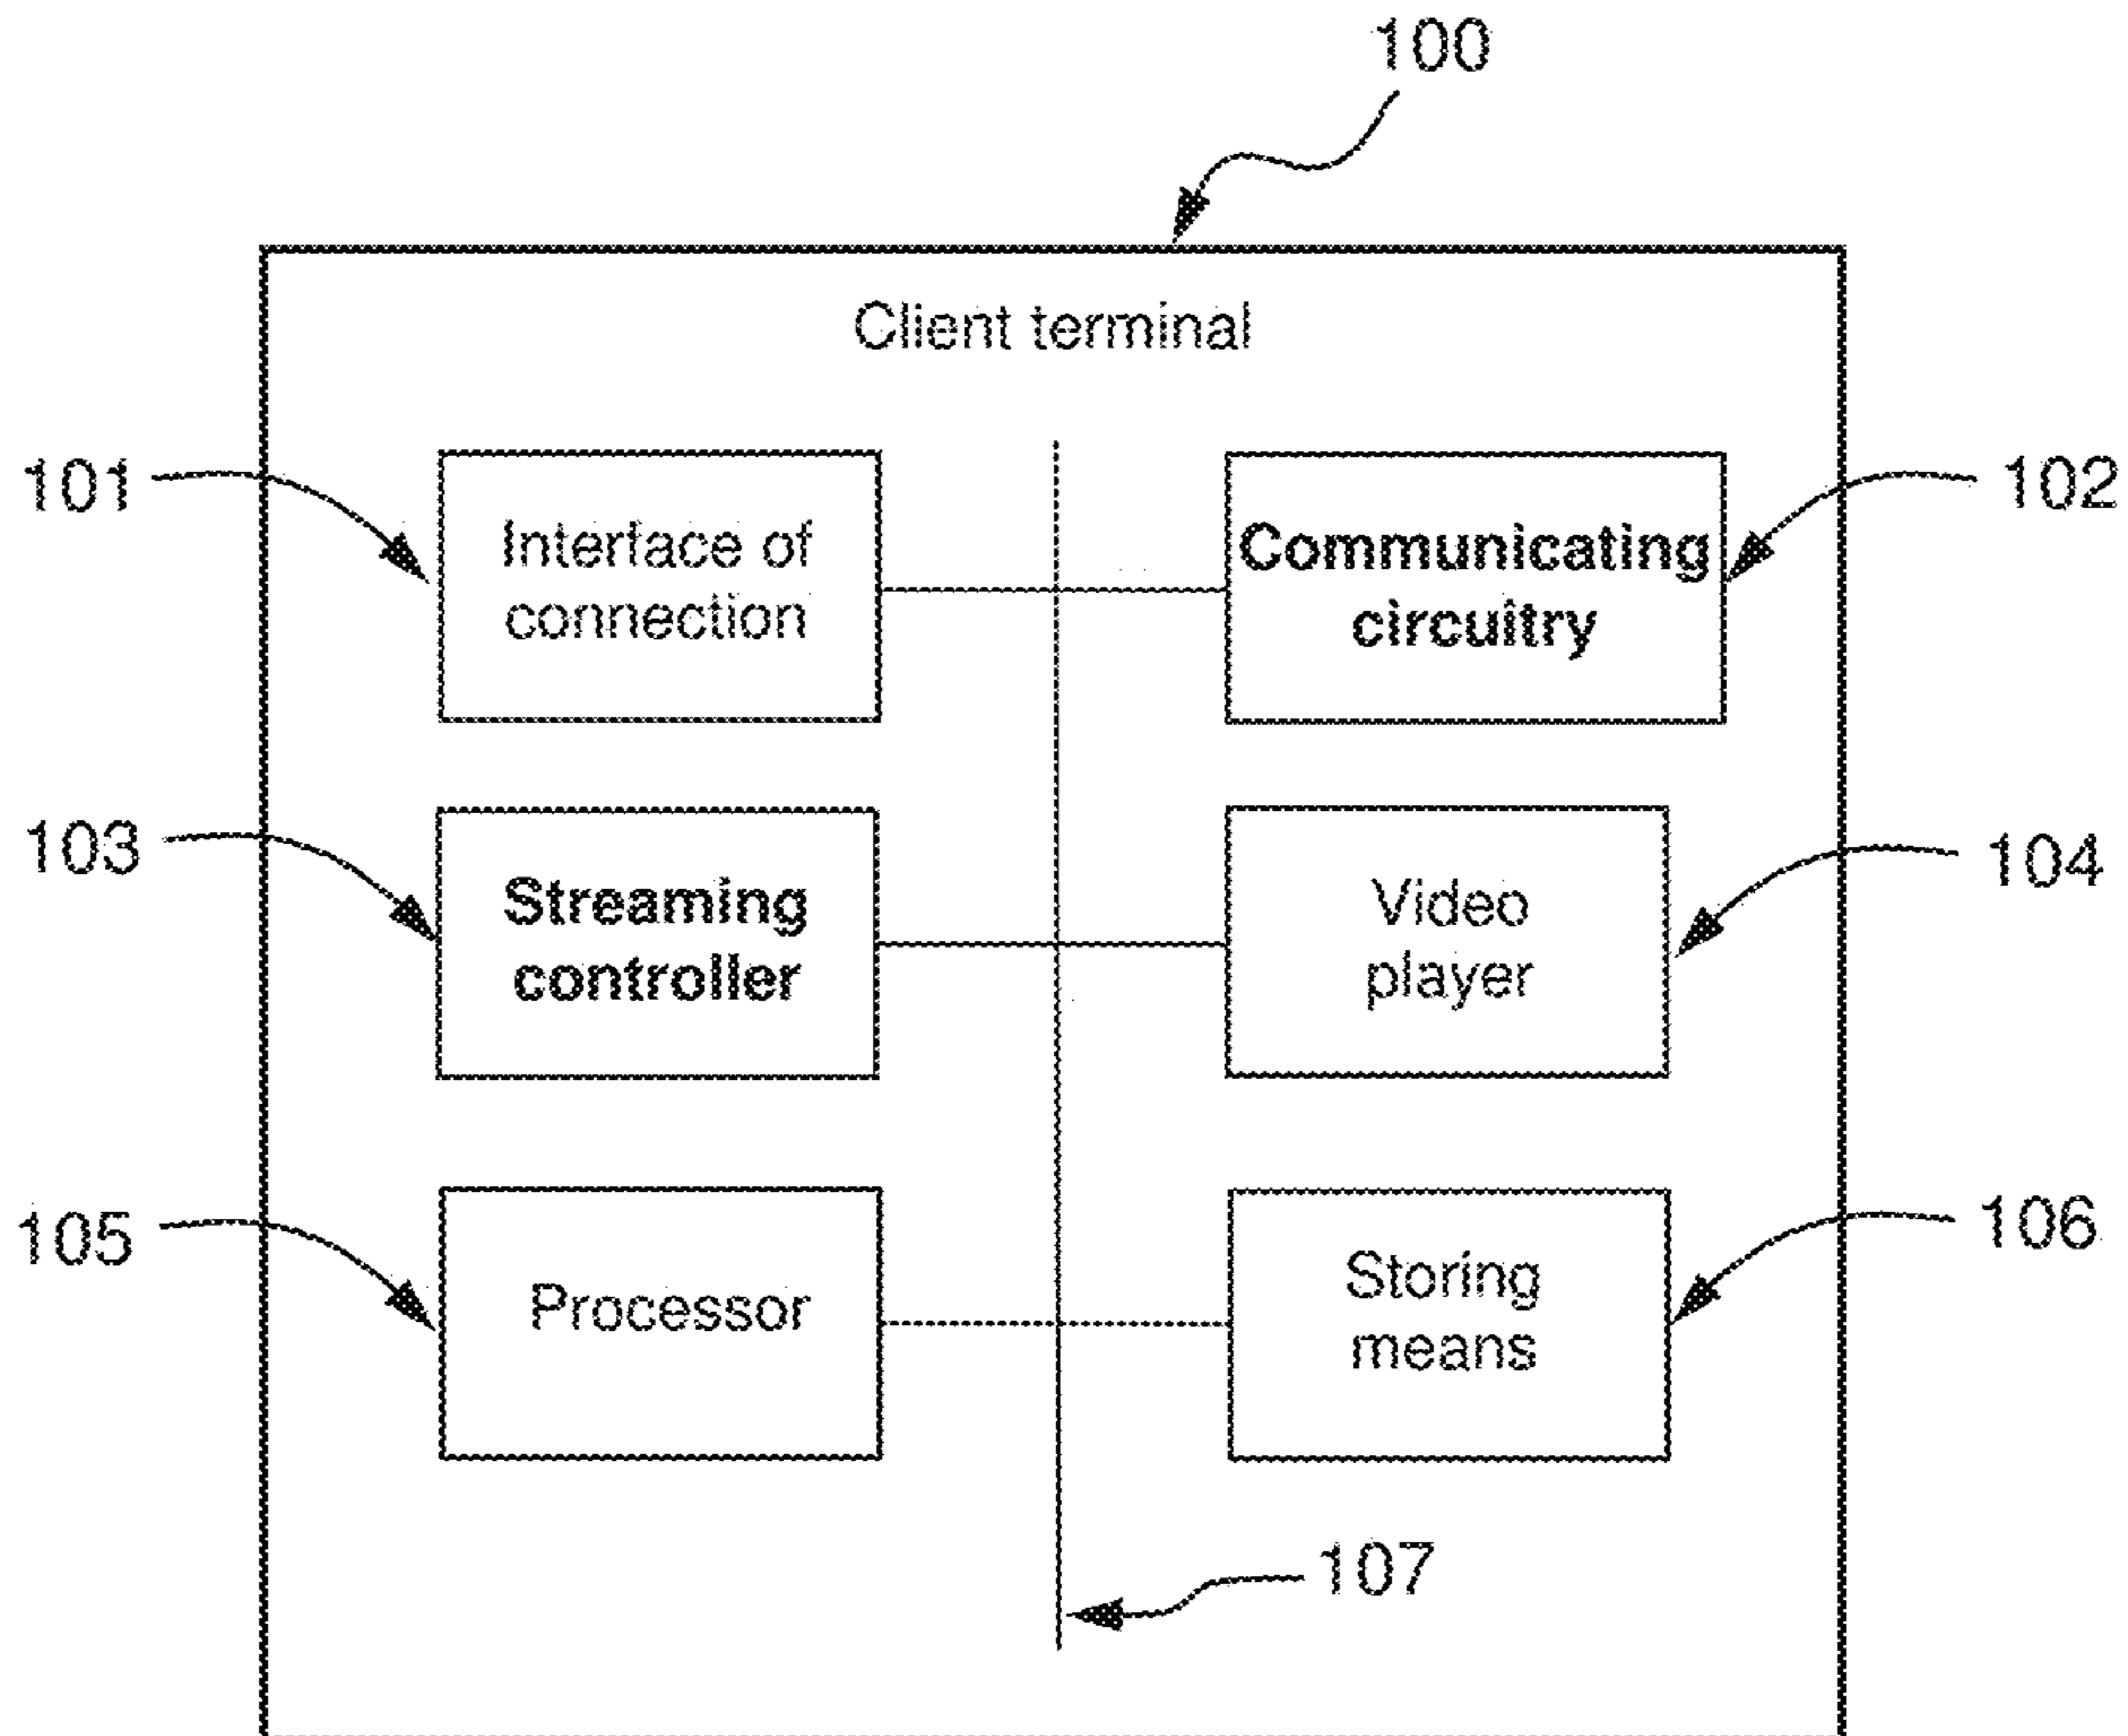 100
Client terminal
101
Interface of
connection
Communicating
circuitry
102
103
Streaming
controller
Video
player
104
105
Processor
Storing
means
106
107